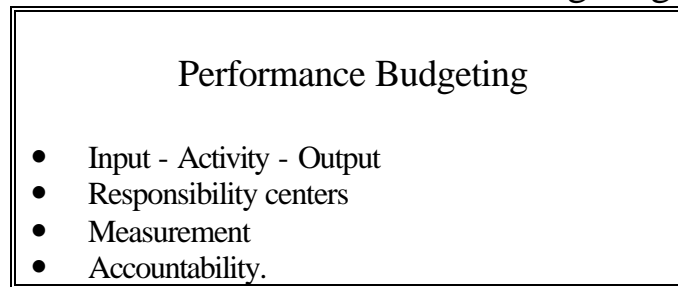 Performance Budgeting
• Input - Activity - Output
• Responsibility centers
• Measurement
• Accountability.